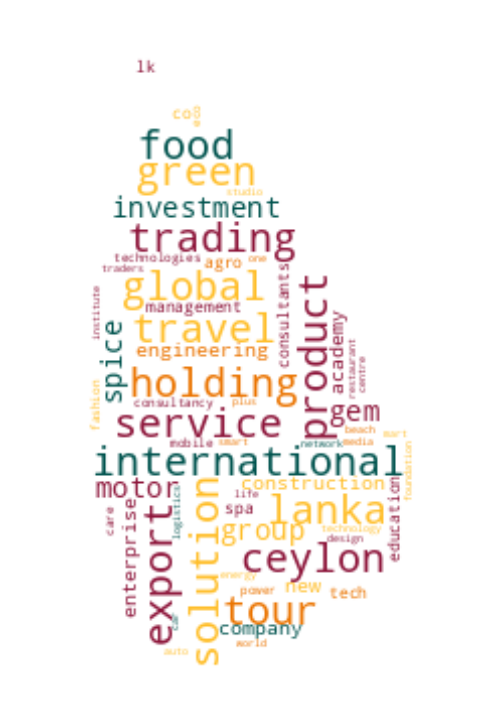 lk
co
food
green
studio
investment
trading
technologies
agro
one
traders
global
management
consultants
institute
travel
product
spice
engineering
academy
restaurant
centre
holding
fashion
consultancy
plus
service
gem
beach
mart
mobile
smart
network
media
international
foundation
motor
construction
logistics
life
lanka
education
care
enterprise
export
solution
spa
group
technology
design
ceylon
energy
power
new
tech
tour
car
company
world
auto